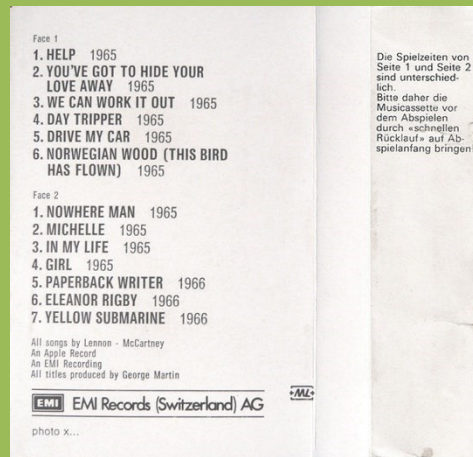 Face 1
1. HELP 1965
2. YOU'VE GOT TO HIDE YOUR
LOVE AWAY 1965
3. WE CAN WORK IT OUT 1965
4. DAY TRIPPER 1965
5. DRIVE MY CAR 1965
6. NORWEGIAN WOOD (THIS BIRD
HAS FLOWN) 1965
Face 2
1. NOWHERE MAN 1965
2. MICHELLE 1965
3. IN MY LIFE 1965
4. GIRL 1965
5. PAPERBACK WRITER 1966
6. ELEANOR RIGBY 1966
7. YELLOW SUBMARINE 1966
All songs by Lennon - McCartney
An Apple Record
An EMI Recording
All titles produced by George Martin
EMI EMI Records (Switzerland) AG
photo x...
·ML·
Die Spielzeiten von
Seite 1 und Seite 2
sind unterschied-
lich.
Bitte daher die
Musicassette vor
dem Abspielen
durch «schnellen
Rücklauf» auf Ab-
spielanfang bringen!